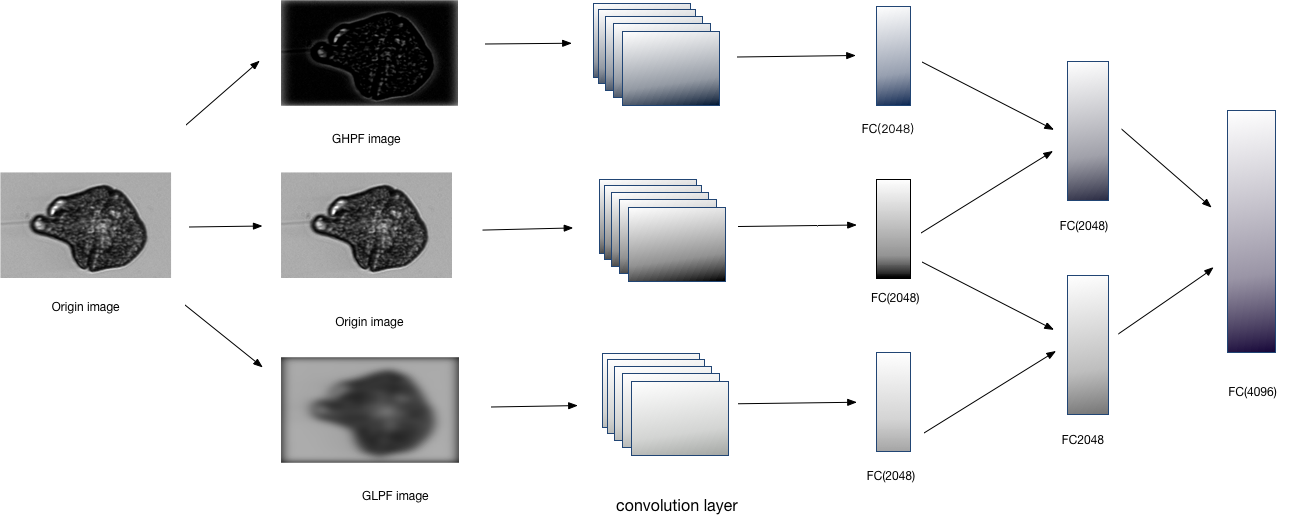 GHPF image
FC(2048)
FC(2048)
Origin image
Origin image
FC(2048)
FC(4096)
FC2048
FC(2048)
GLPF image
convolution layer